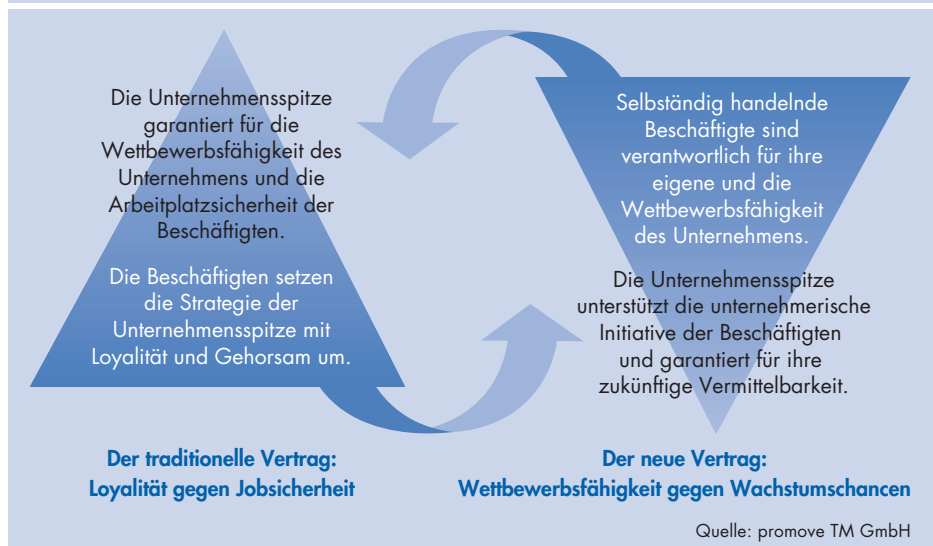 Die Unternehmensspitze
garantiert für die
Wettbewerbsfähigkeit des
Unternehmens und die
Arbeitplatzsicherheit der
Beschäftigten.
Die Beschäftigten setzen
die Strategie der
Unternehmensspitze mit
Loyalität und Gehorsam um.
Selbständig handelnde
Beschäftigte sind
verantwortlich für ihre
eigene und die
Wettbewerbsfähigkeit
des Unternehmens.
Die Unternehmensspitze
unterstützt die unternehmerische
Initiative der Beschäftigten
und garantiert für ihre
zukünftige Vermittelbarkeit.
Der traditionelle Vertrag:
Loyalität gegen Jobsicherheit
Der neue Vertrag:
Wettbewerbsfähigkeit gegen Wachstumschancen
Quelle: promove TM GmbH